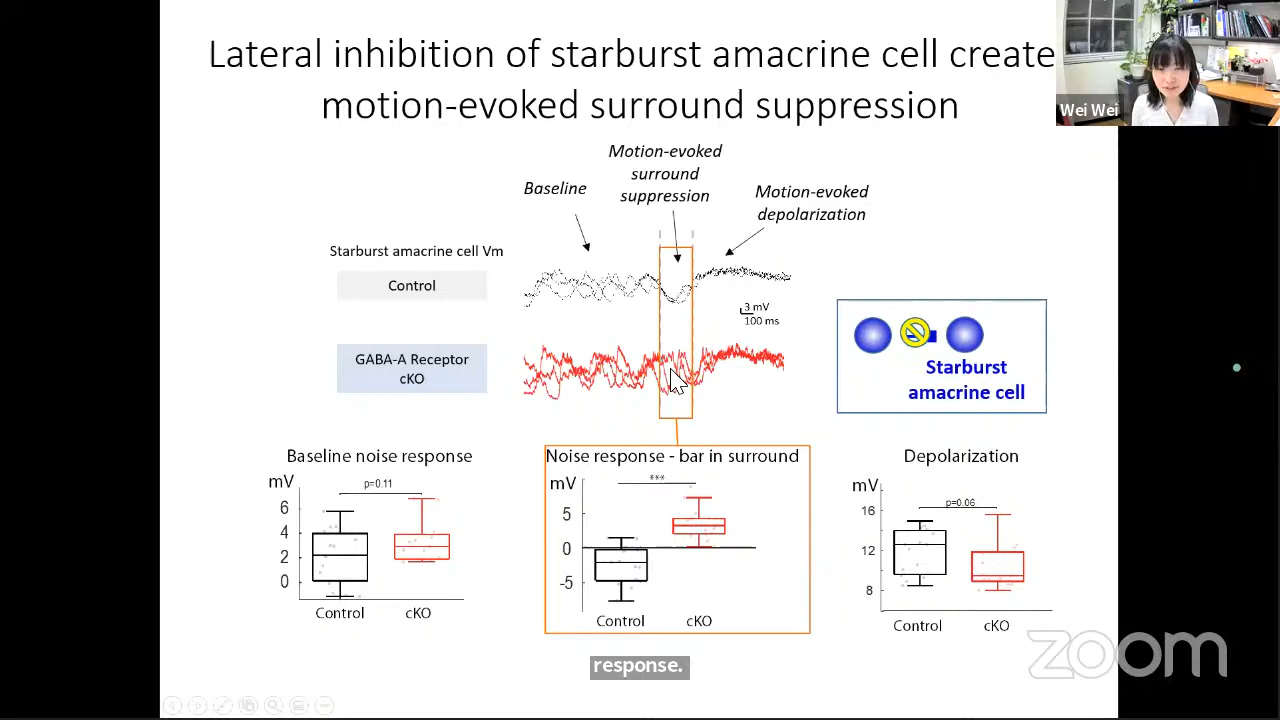 Lateral inhibition of starburst amacrine cell create
motion-evoked surround suppression
Wei Wei
Motion-evoked
surround
suppression
Baseline
Motion-evoked
depolarization
Starburst amacrine cell Vm
Control
3 mV
100 ms
GABA-A Receptor
cKO
Starburst
amacrine cell
Baseline noise response
mV
p=0.11
6
4
2
0
Control
cKO
Noise response - bar in surround
mV
***
5
0
-5
Control
cKO
Depolarization
mV
p=0.06
16
12
8
Control
cKO
response.
zoom